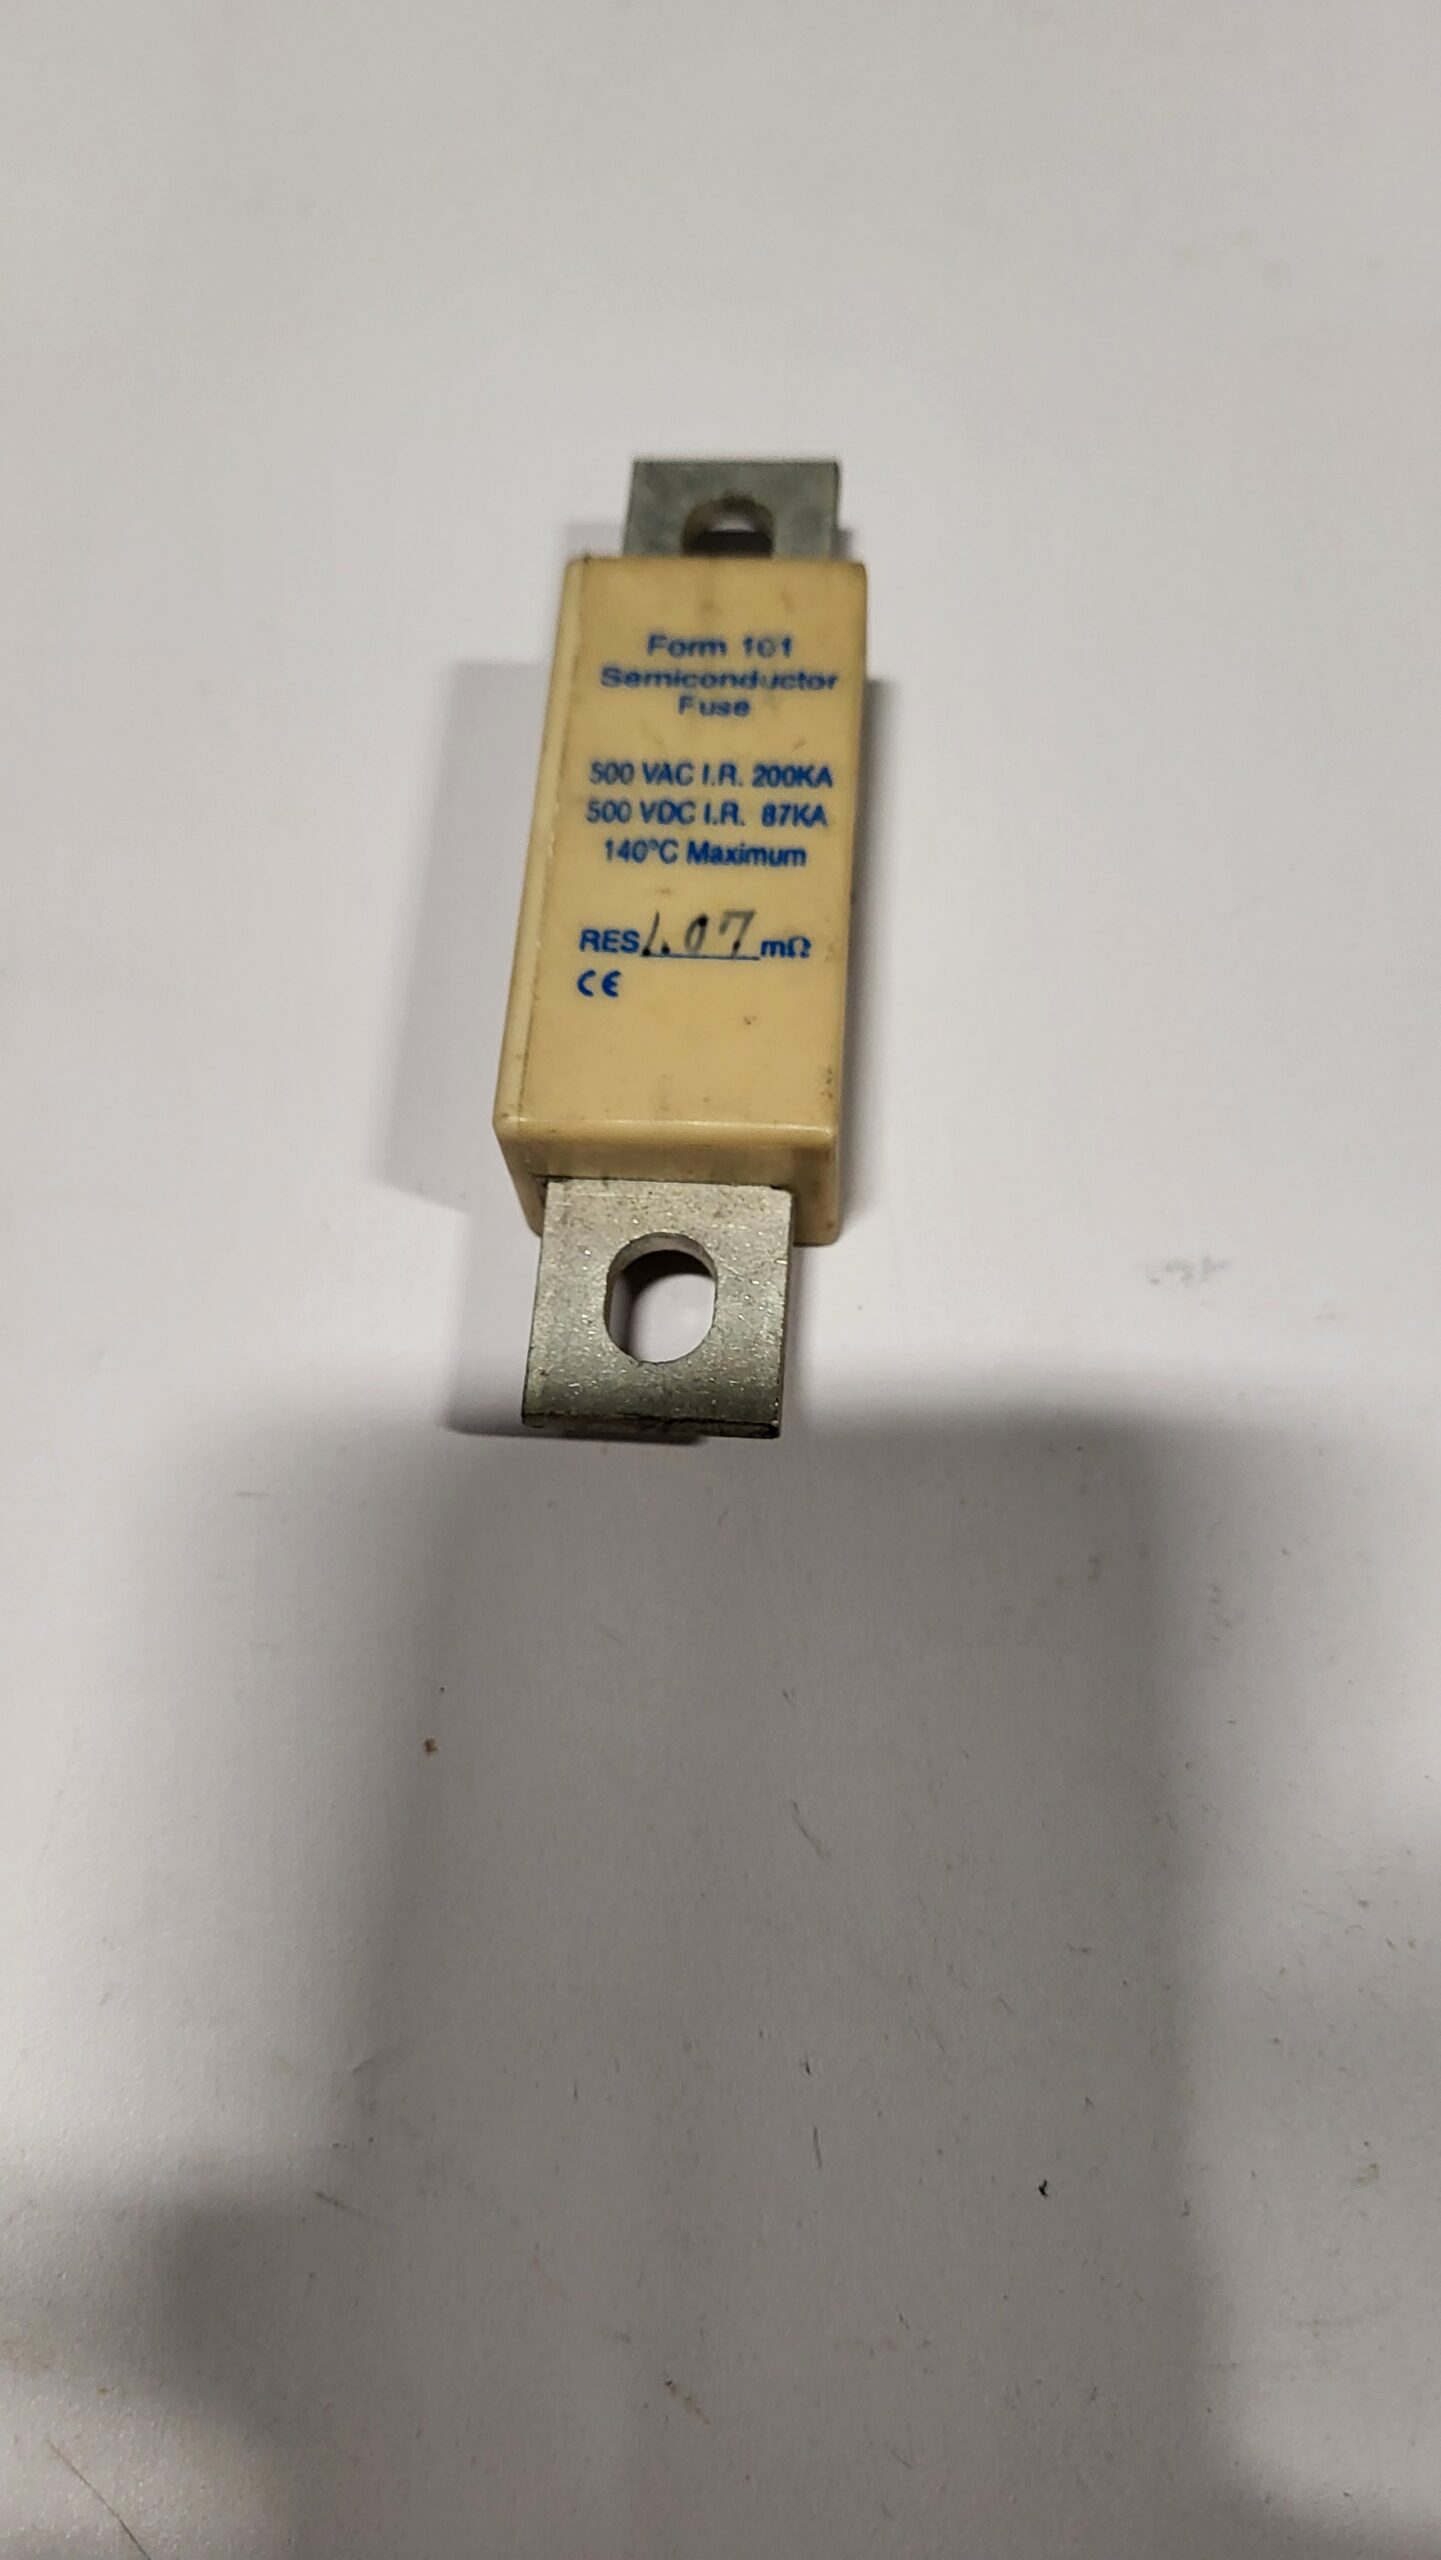 Form 101
Semiconductor
Fuse
500 VAC I.R. 200KA
500 VDC I.R. 87KA
140°C Maximum
RES 1.07 mΩ
CE